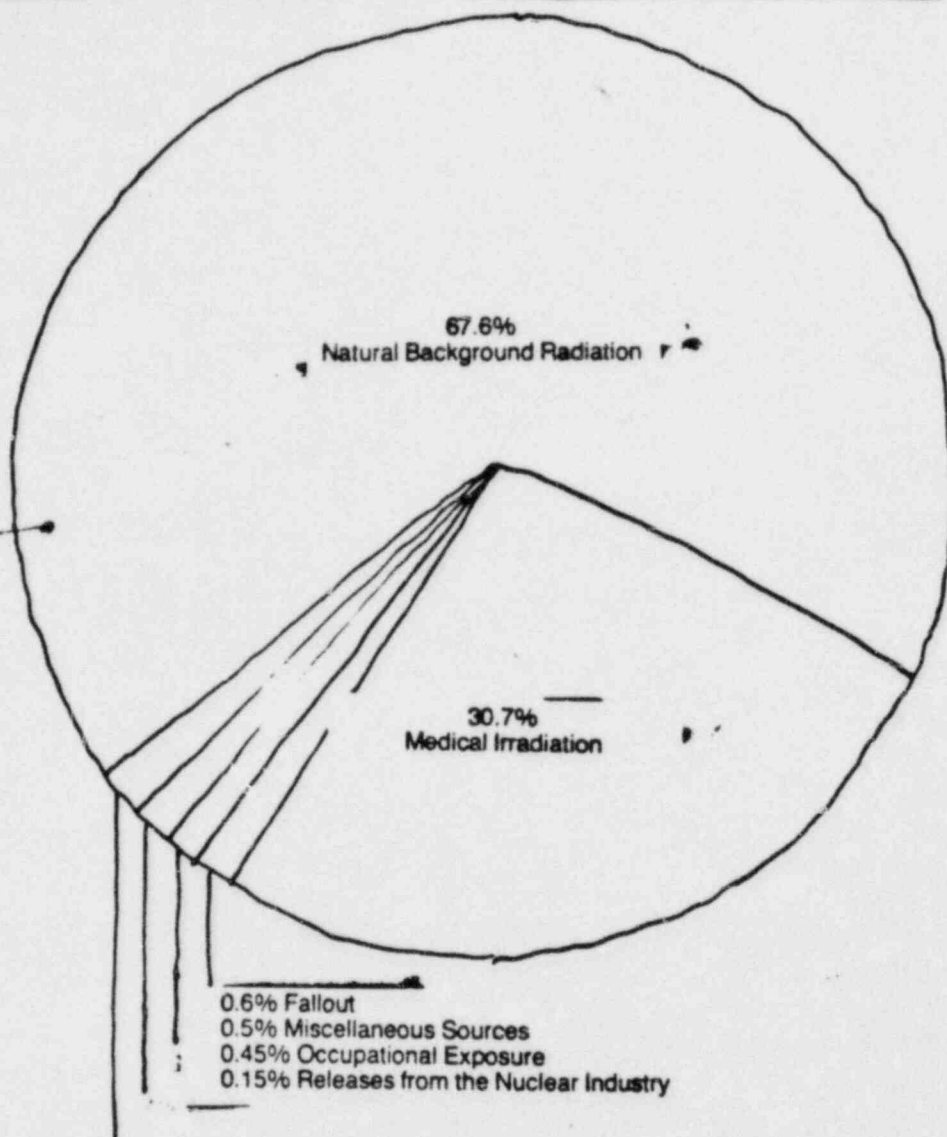 67.6%
Natural Background Radiation
30.7%
Medical Irradiation
0.6% Fallout
0.5% Miscellaneous Sources
0.45% Occupational Exposure
0.15% Releases from the Nuclear Industry